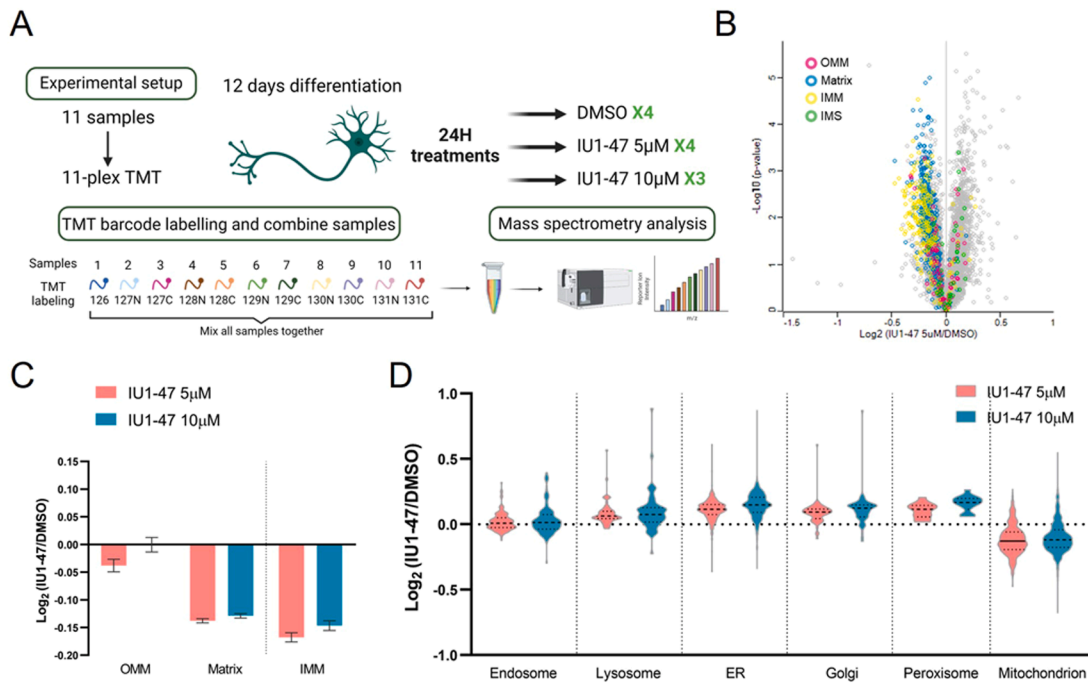 A
Experimental setup
11 samples
11-plex TMT
12 days differentiation
24H
treatments
DMSO X4
IU1-47 5μM X4
IU1-47 10μM X3
TMT barcode labelling and combine samples
Mass spectrometry analysis
Samples 1 2 3 4 5 6 7 8 9 10 11
TMT
labeling
126 127N 127C 128N 128C 129N 129C 130N 130C 131N 131C
Mix all samples together
Reporter Ion
Intensity
m/z
B
OMM
Matrix
IMM
IMS
-Log10 (p-value)
5
4
3
2
1
0
-1.5 -1 -0.5 0 0.5 1
Log2 (IU1-47 5uM/DMSO)
C
IU1-47 5μM
IU1-47 10μM
Log2 (IU1-47/DMSO)
0.15
0.10
0.05
0.00
-0.05
-0.10
-0.15
-0.20
OMM Matrix IMM
D
IU1-47 5μM
IU1-47 10μM
Log2 (IU1-47/DMSO)
1.0
0.5
0.0
-0.5
-1.0
Endosome Lysosome ER Golgi Peroxisome Mitochondrion